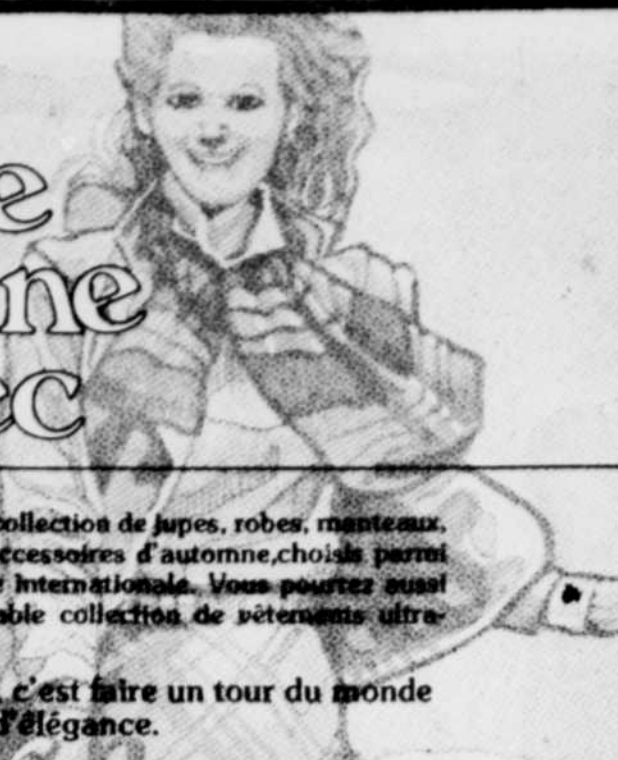 e
ne
ec
collection de jupes, robes, manteaux,
ccessoires d'automne,choisis parmi
e internationale. Vous pourrez aussi
able collection de vêtements ultra-
, c'est faire un tour du monde
d'élégance.